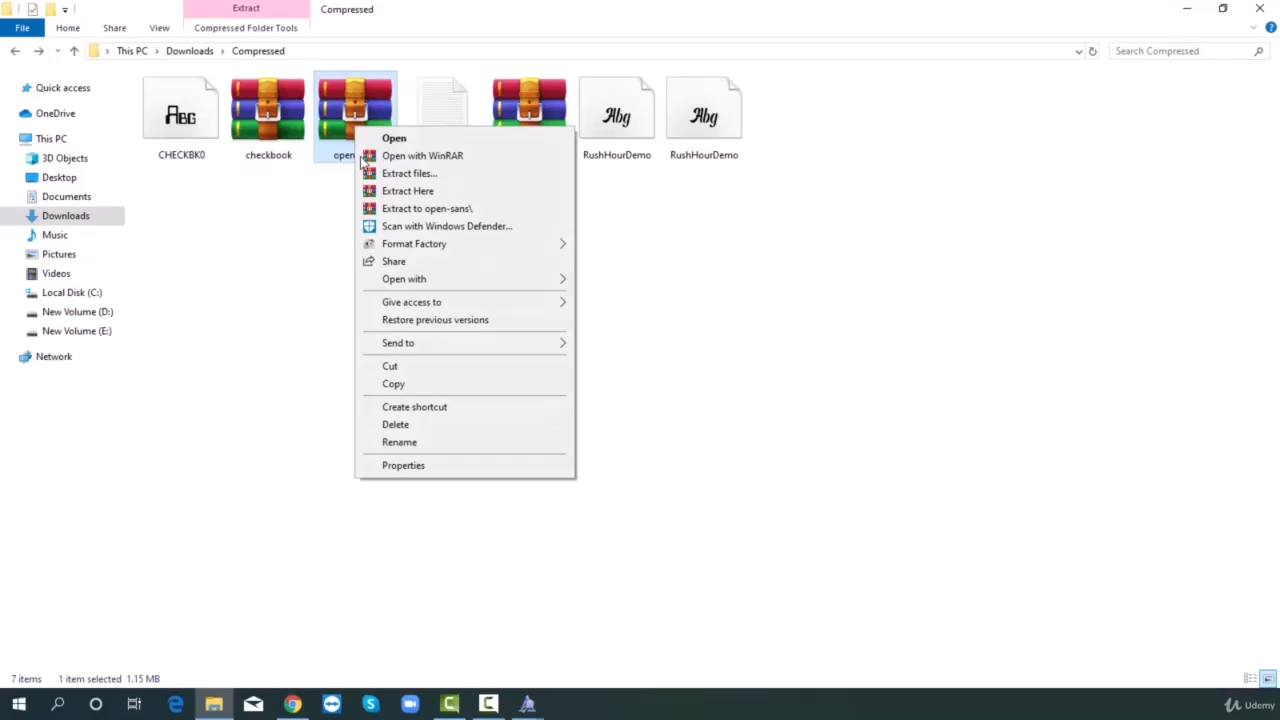 Extract
Compressed
File
Home
Share
View
Compressed Folder Tools
This PC
Downloads
Compressed
Search Compressed
Quick access
OneDrive
This PC
3D Objects
Desktop
Documents
Downloads
Music
Pictures
Videos
Local Disk (C:)
New Volume (D:)
New Volume (E:)
Network
ABG
CHECKBK0
checkbook
open
Abg
RushHourDemo
Abg
RushHourDemo
Open
Open with WinRAR
Extract files...
Extract Here
Extract to open-sans\
Scan with Windows Defender...
Format Factory
Share
Open with
Give access to
Restore previous versions
Send to
Cut
Copy
Create shortcut
Delete
Rename
Properties
7 items
1 item selected 1.15 MB
Udemy